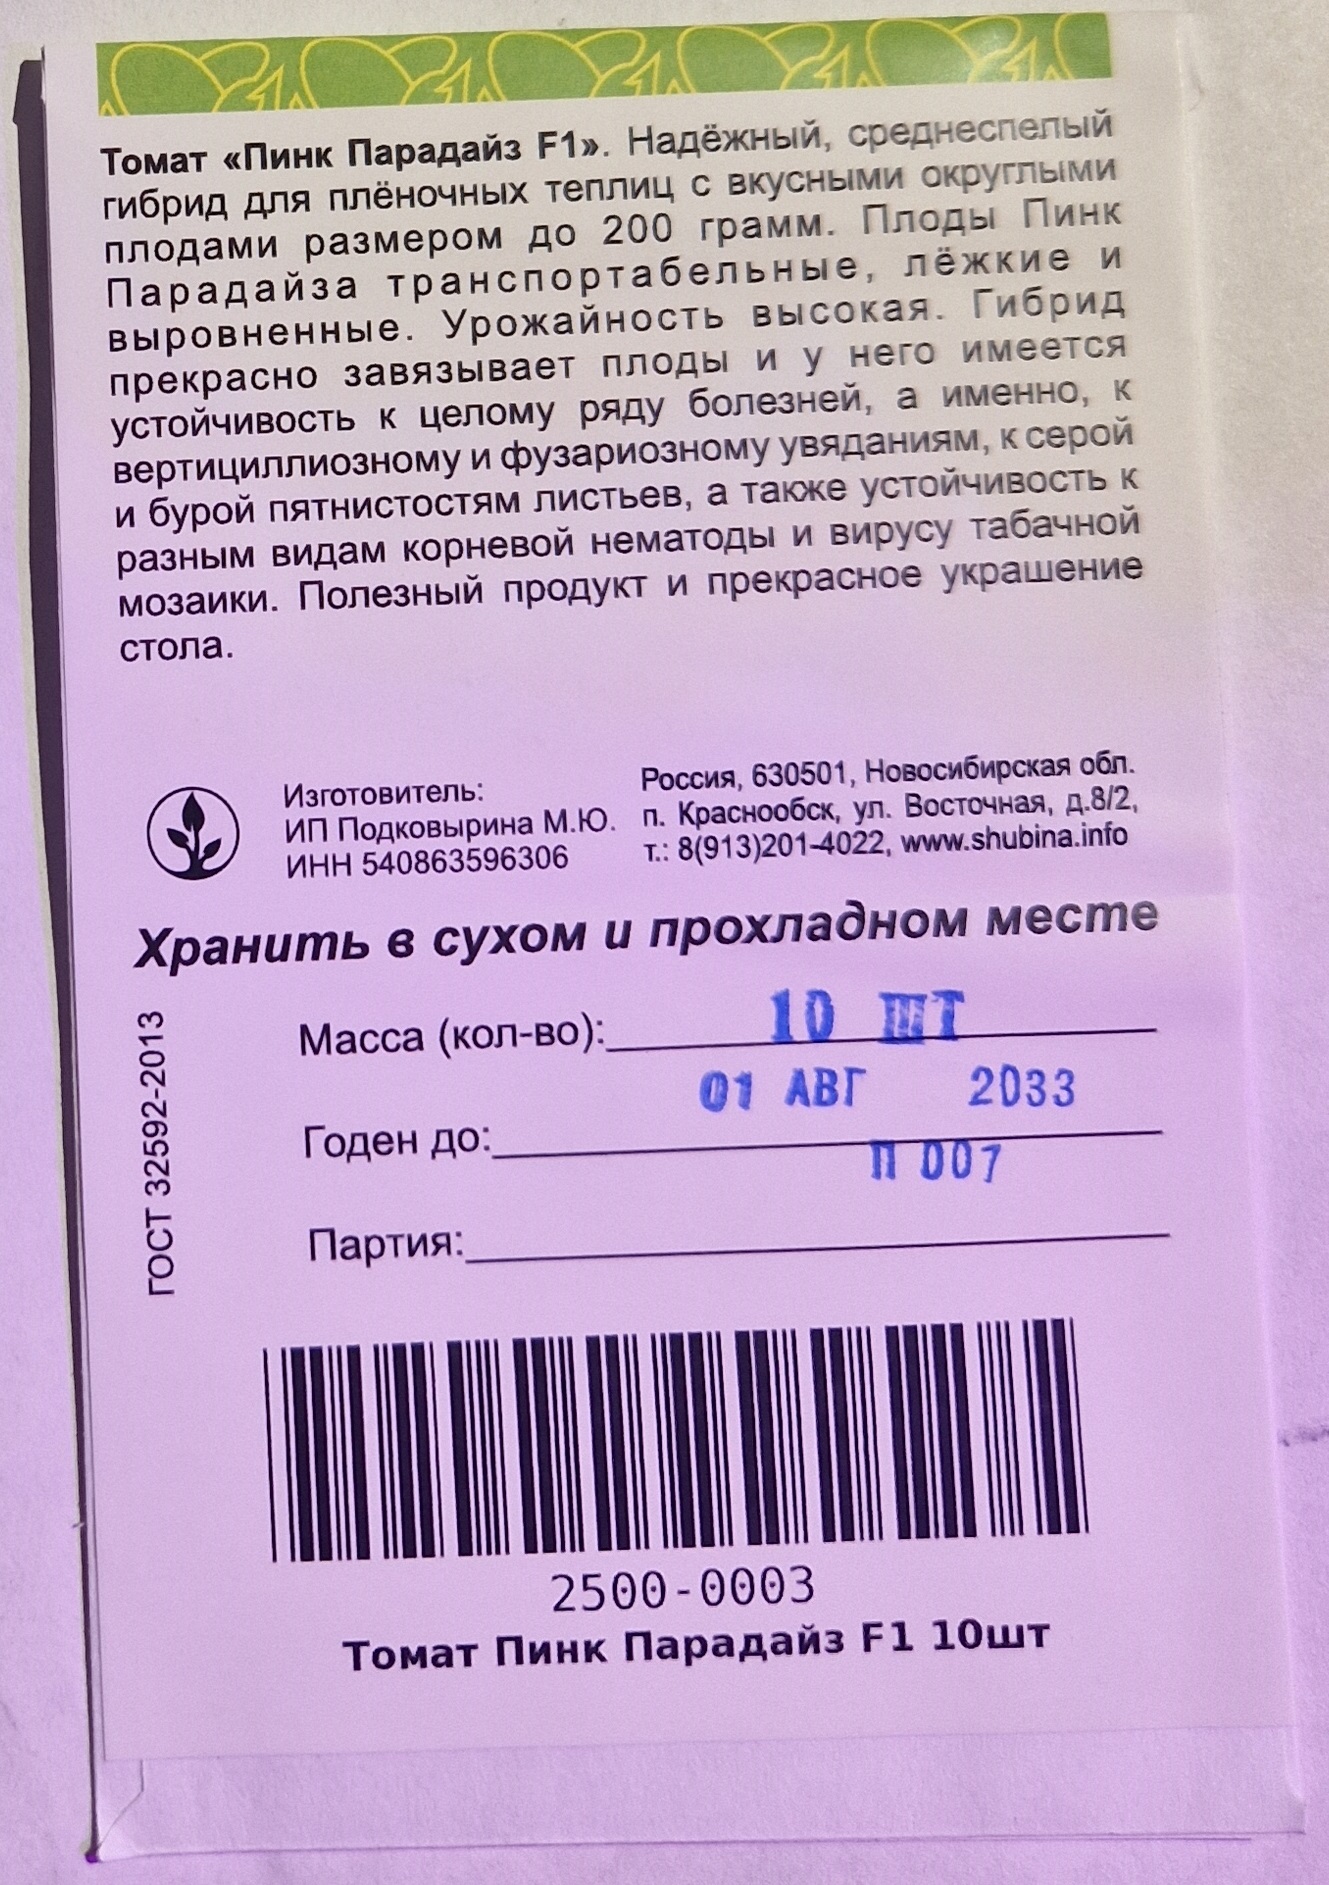 Томат «Пинк Парадайз F1». Надёжный, среднеспелый
гибрид для плёночных теплиц с вкусными округлыми
плодами размером до 200 грамм. Плоды Пинк
Парадайза транспортабельные, лёжкие и
выровненные. Урожайность высокая. Гибрид
прекрасно завязывает плоды и у него имеется
устойчивость к целому ряду болезней, а именно, к
вертициллиозному и фузариозному увяданиям, к серой
и бурой пятнистостям листьев, а также устойчивость к
разным видам корневой нематоды и вирусу табачной
мозаики. Полезный продукт и прекрасное украшение
стола.
Изготовитель:
ИП Подковырина М.Ю.
ИНН 540863596306
Россия, 630501, Новосибирская обл.
п. Краснообск, ул. Восточная, д.8/2,
т.: 8(913)201-4022, www.shubina.info
Хранить в сухом и прохладном месте
ГОСТ 32592-2013
Масса (кол-во): 10 ШТ
Годен до: 01 АВГ 2033
Партия: П 007
2500-0003
Томат Пинк Парадайз F1 10шт